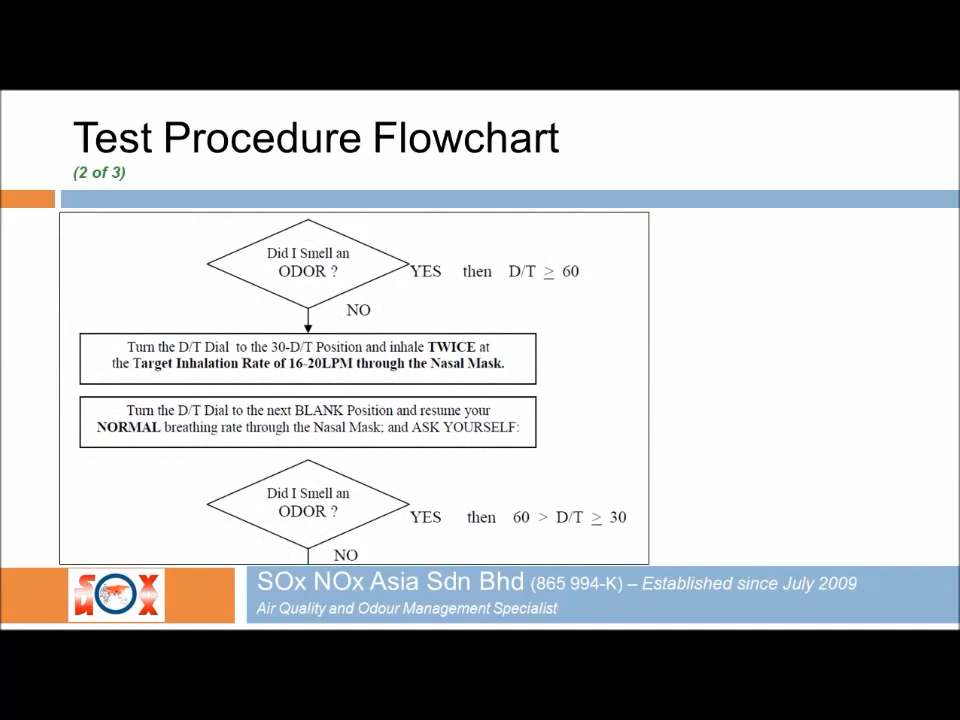 Test Procedure Flowchart
(2 of 3)
Did I Smell an
ODOR ?
YES then D/T ≥ 60
NO
Turn the D/T Dial to the 30-D/T Position and inhale TWICE at
the Target Inhalation Rate of 16-20LPM through the Nasal Mask.
Turn the D/T Dial to the next BLANK Position and resume your
NORMAL breathing rate through the Nasal Mask; and ASK YOURSELF:
Did I Smell an
ODOR ?
YES then 60 > D/T ≥ 30
NO
SOx
nOx
SOx NOx Asia Sdn Bhd (865 994-K) – Established since July 2009
Air Quality and Odour Management Specialist